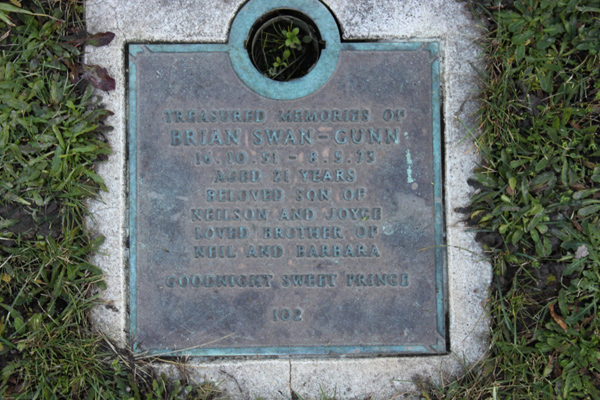 TREASURED MEMORIES OF
BRIAN SWAN-GUNN
16.10.51 - 8.5.73
AGED 21 YEARS
BELOVED SON OF
NEILSON AND JOYCE
LOVED BROTHER OF
NEIL AND BARBARA
GOODNIGHT SWEET PRINCE
102